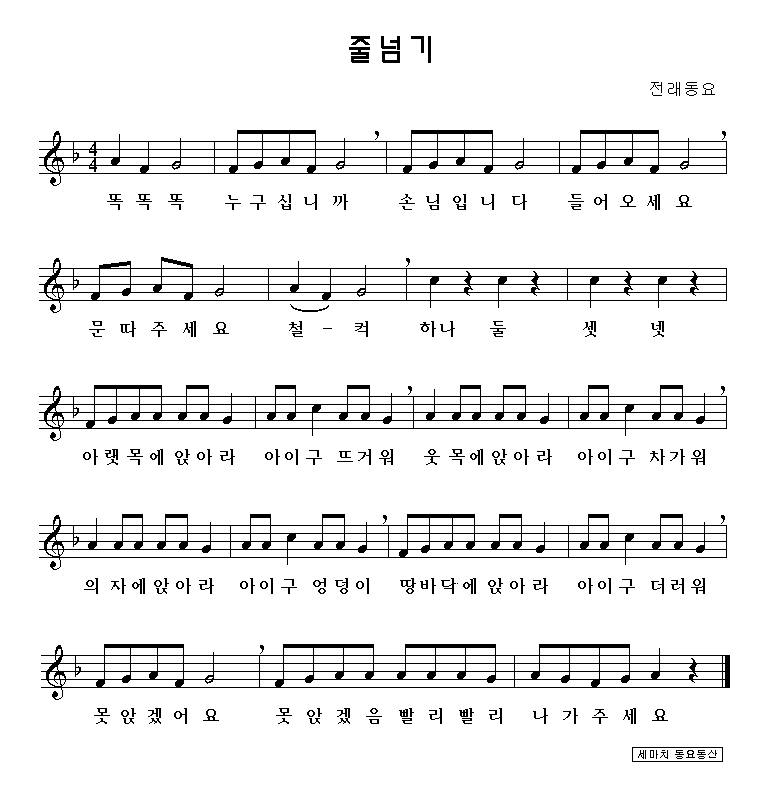 줄넘기
전래동요
똑 똑 똑 누구십니까 손님입니다 들어오세요
문 따 주 세 요 철 - 컥 하나 둘 셋 넷
아랫목에 앉아라 아이구 뜨거워 웃목에앉아라 아이구 차가워
의 자에앉아라 아이구 엉덩이 땅바닥에앉아라 아이구 더러워
못앉겠어요 못앉겠음빨리빨리 나가주세요
세마치 동요동산